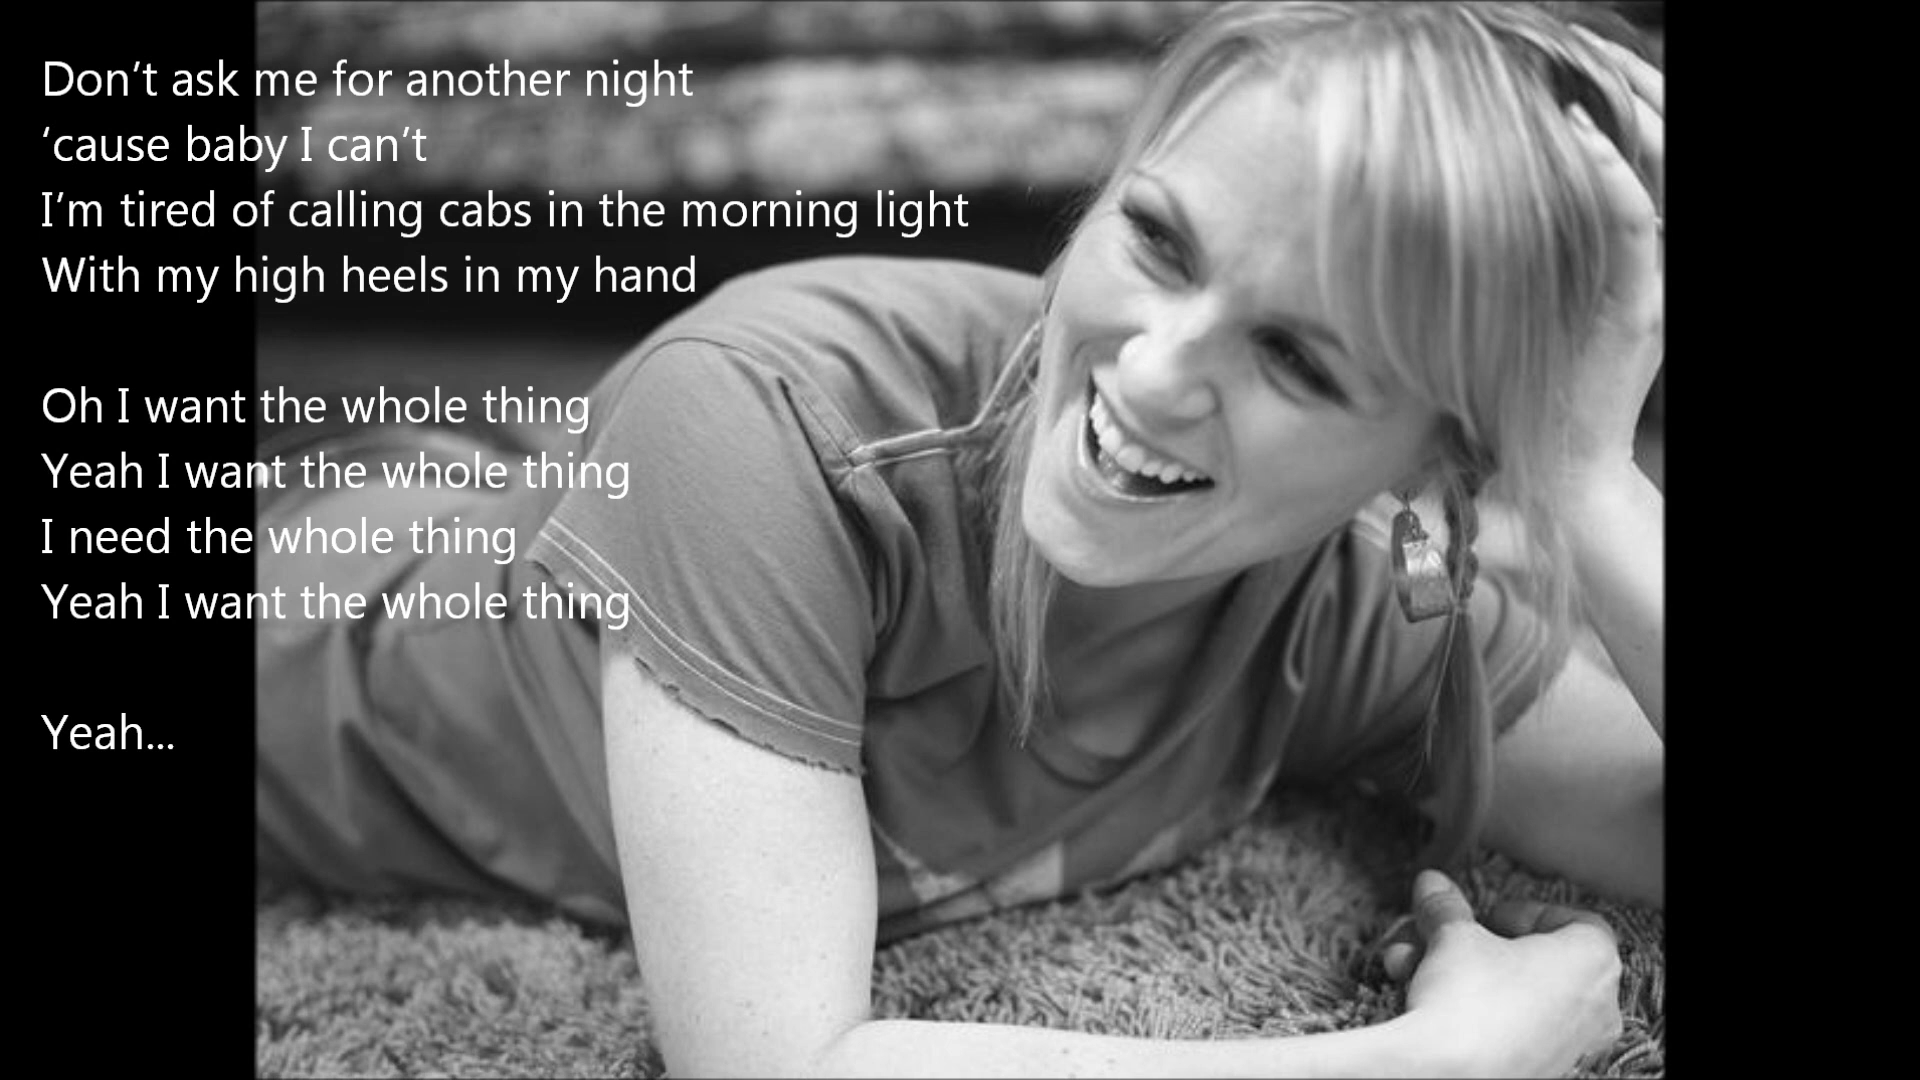 Don’t ask me for another night
‘cause baby I can’t
I’m tired of calling cabs in the morning light
With my high heels in my hand
Oh I want the whole thing
Yeah I want the whole thing
I need the whole thing
Yeah I want the whole thing
Yeah...